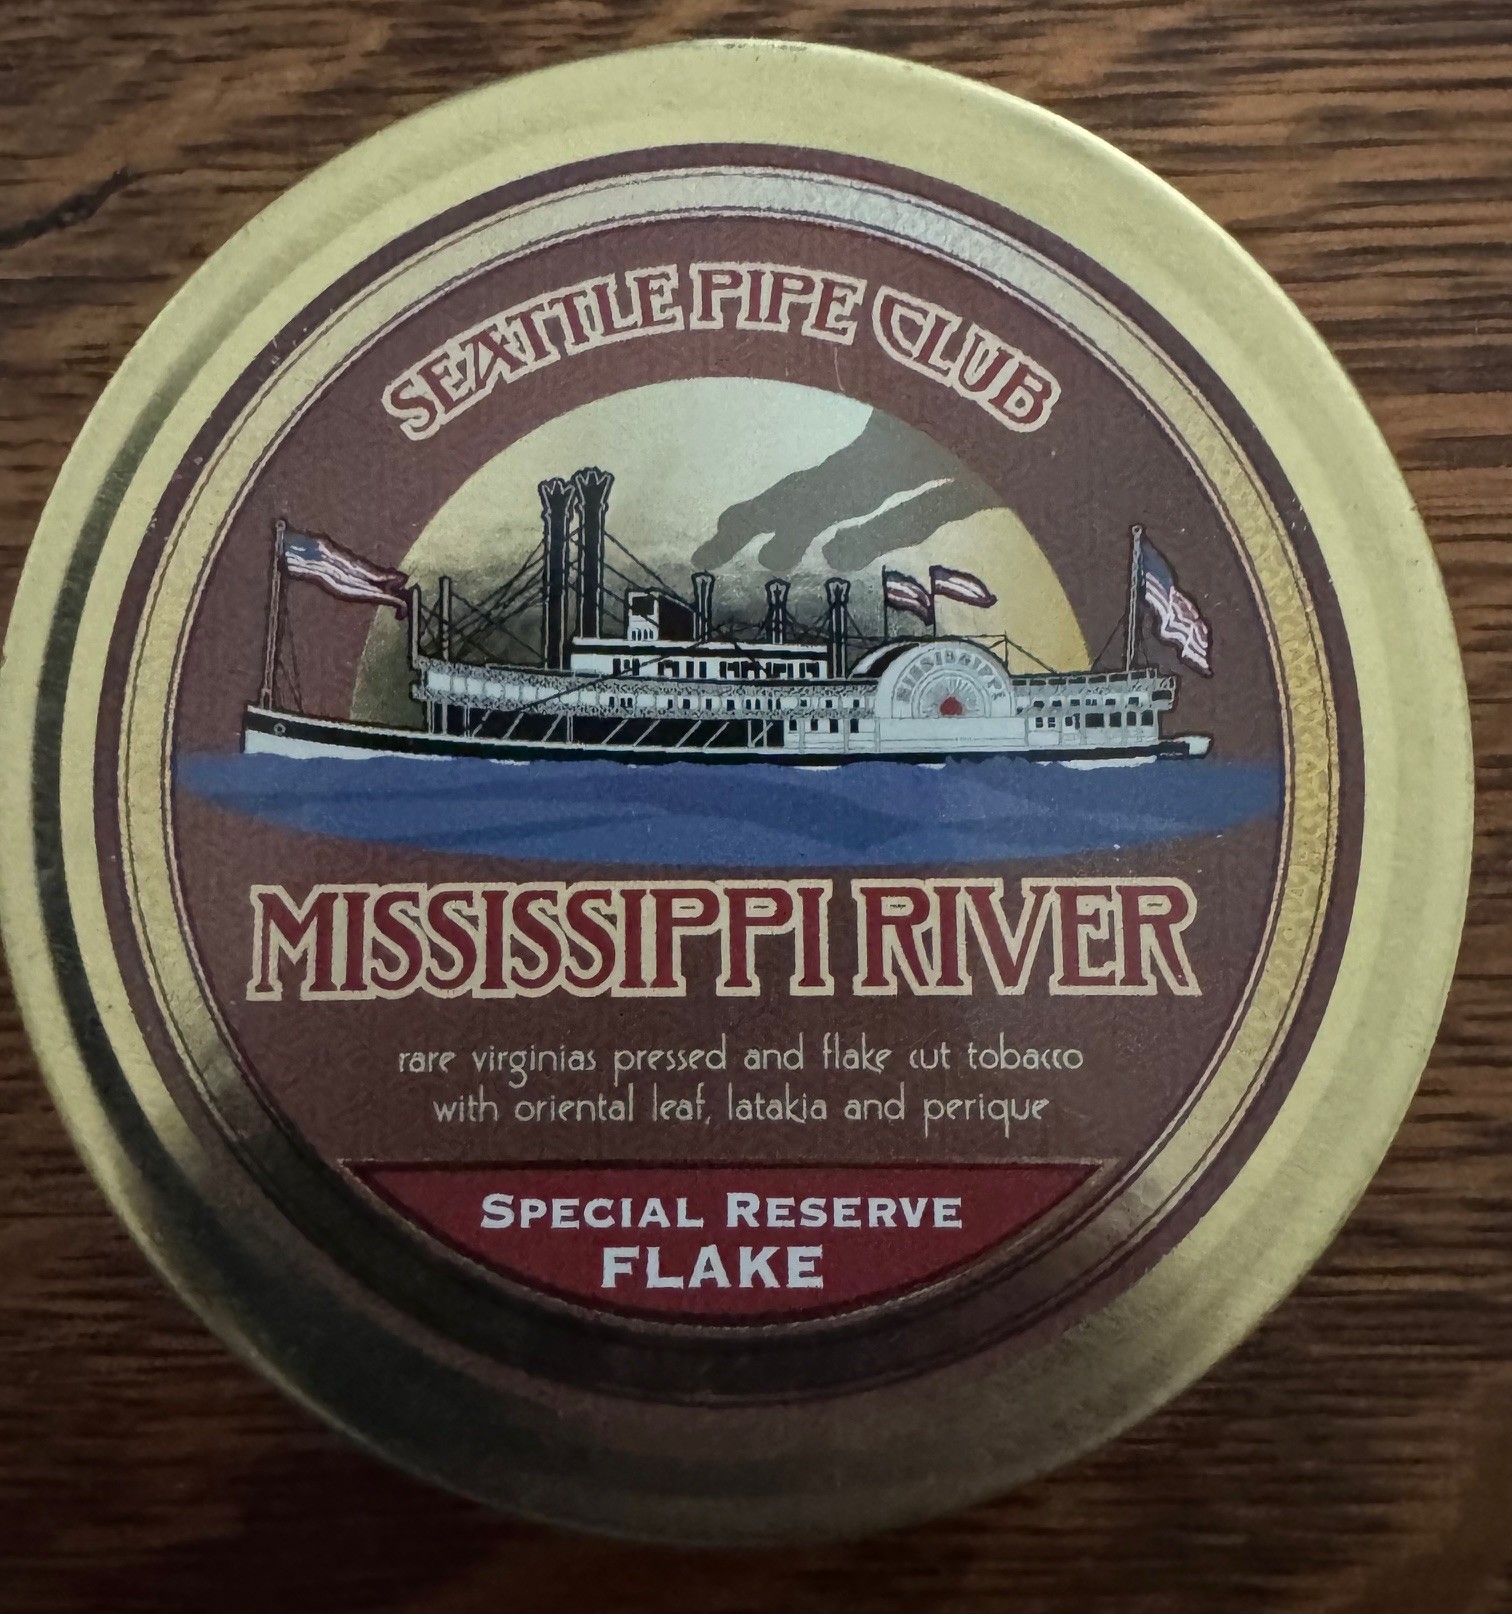 SEATTLE PIPE CLUB
MISSISSIPPI
MISSISSIPPI RIVER
rare virginias pressed and flake cut tobacco
with oriental leaf, latakia and perique
SPECIAL RESERVE
FLAKE